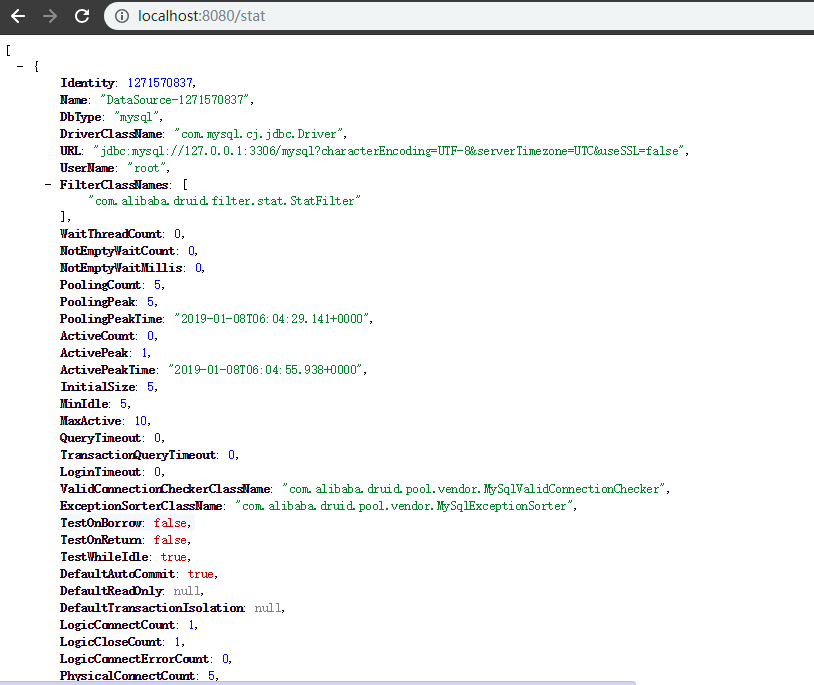 localhost:8080/stat
[
− {
Identity: 1271570837,
Name: "DataSource-1271570837",
DbType: "mysql",
DriverClassName: "com.mysql.cj.jdbc.Driver",
URL: "jdbc:mysql://127.0.0.1:3306/mysql?characterEncoding=UTF-8&serverTimezone=UTC&useSSL=false",
UserName: "root",
− FilterClassNames: [
"com.alibaba.druid.filter.stat.StatFilter"
],
WaitThreadCount: 0,
NotEmptyWaitCount: 0,
NotEmptyWaitMillis: 0,
PoolingCount: 5,
PoolingPeak: 5,
PoolingPeakTime: "2019-01-08T06:04:29.141+0000",
ActiveCount: 0,
ActivePeak: 1,
ActivePeakTime: "2019-01-08T06:04:55.938+0000",
InitialSize: 5,
MinIdle: 5,
MaxActive: 10,
QueryTimeout: 0,
TransactionQueryTimeout: 0,
LoginTimeout: 0,
ValidConnectionCheckerClassName: "com.alibaba.druid.pool.vendor.MySqlValidConnectionChecker",
ExceptionSorterClassName: "com.alibaba.druid.pool.vendor.MySqlExceptionSorter",
TestOnBorrow: false,
TestOnReturn: false,
TestWhileIdle: true,
DefaultAutoCommit: true,
DefaultReadOnly: null,
DefaultTransactionIsolation: null,
LogicConnectCount: 1,
LogicCloseCount: 1,
LogicConnectErrorCount: 0,
PhysicalConnectCount: 5,